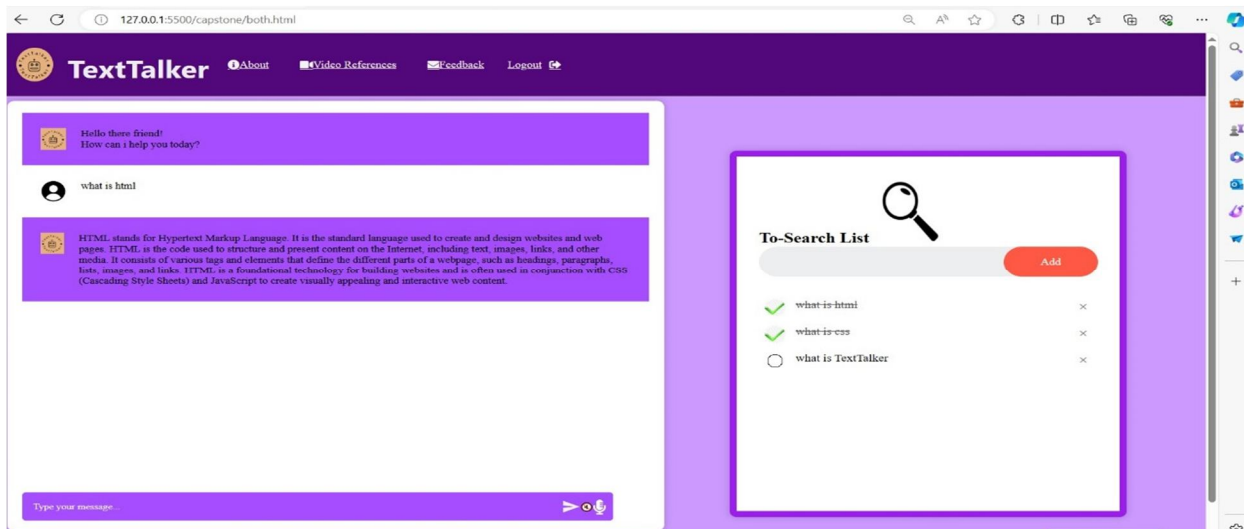 127.0.0.1:5500/capstone/both.html
TextTalker
About
Video References
Feedback
Logout
Hello there friend!
How can i help you today?
what is html
HTML stands for Hypertext Markup Language. It is the standard language used to create and design websites and web
pages. HTML is the code used to structure and present content on the Internet, including text, images, links, and other
media. It consists of various tags and elements that define the different parts of a webpage, such as headings, paragraphs,
lists, images, and links. HTML is a foundational technology for building websites and is often used in conjunction with CSS
(Cascading Style Sheets) and JavaScript to create visually appealing and interactive web content.
Type your message...
To-Search List
Add
what is html
what is css
what is TextTalker